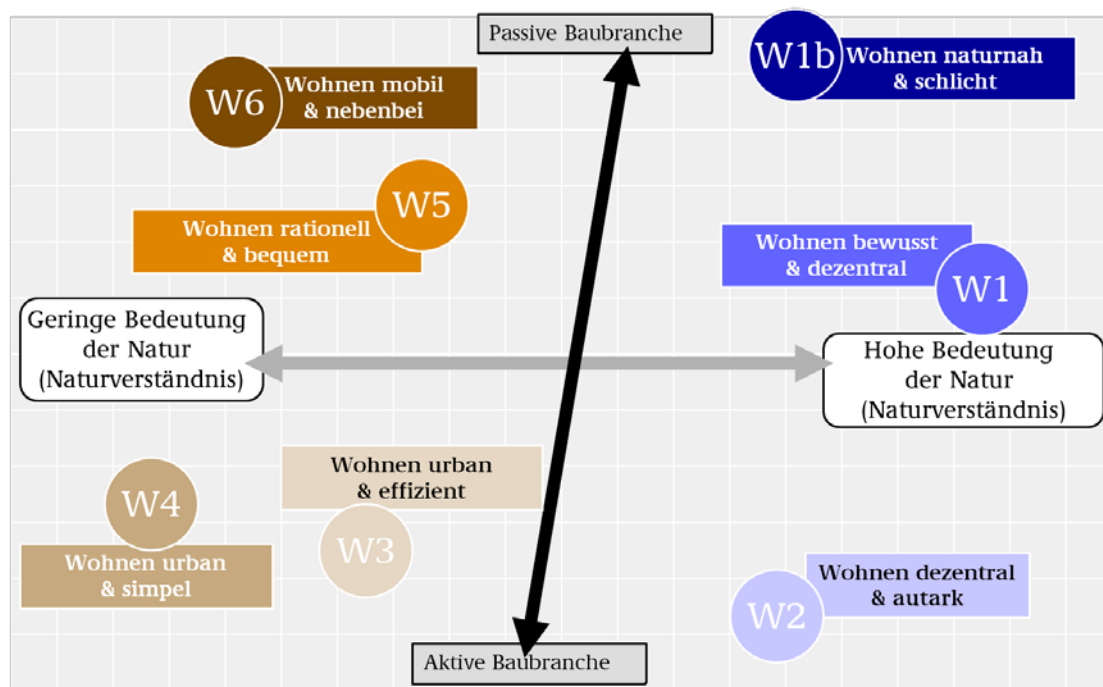 Passive Baubranche
W1b
Wohnen naturnah
& schlicht
W6
Wohnen mobil
& nebenbei
W5
Wohnen rationell
& bequem
Wohnen bewusst
& dezentral
W1
Geringe Bedeutung
der Natur
(Naturverständnis)
Hohe Bedeutung
der Natur
(Naturverständnis)
W4
Wohnen urban
& simpel
Wohnen urban
& effizient
W3
Wohnen dezentral
& autark
W2
Aktive Baubranche